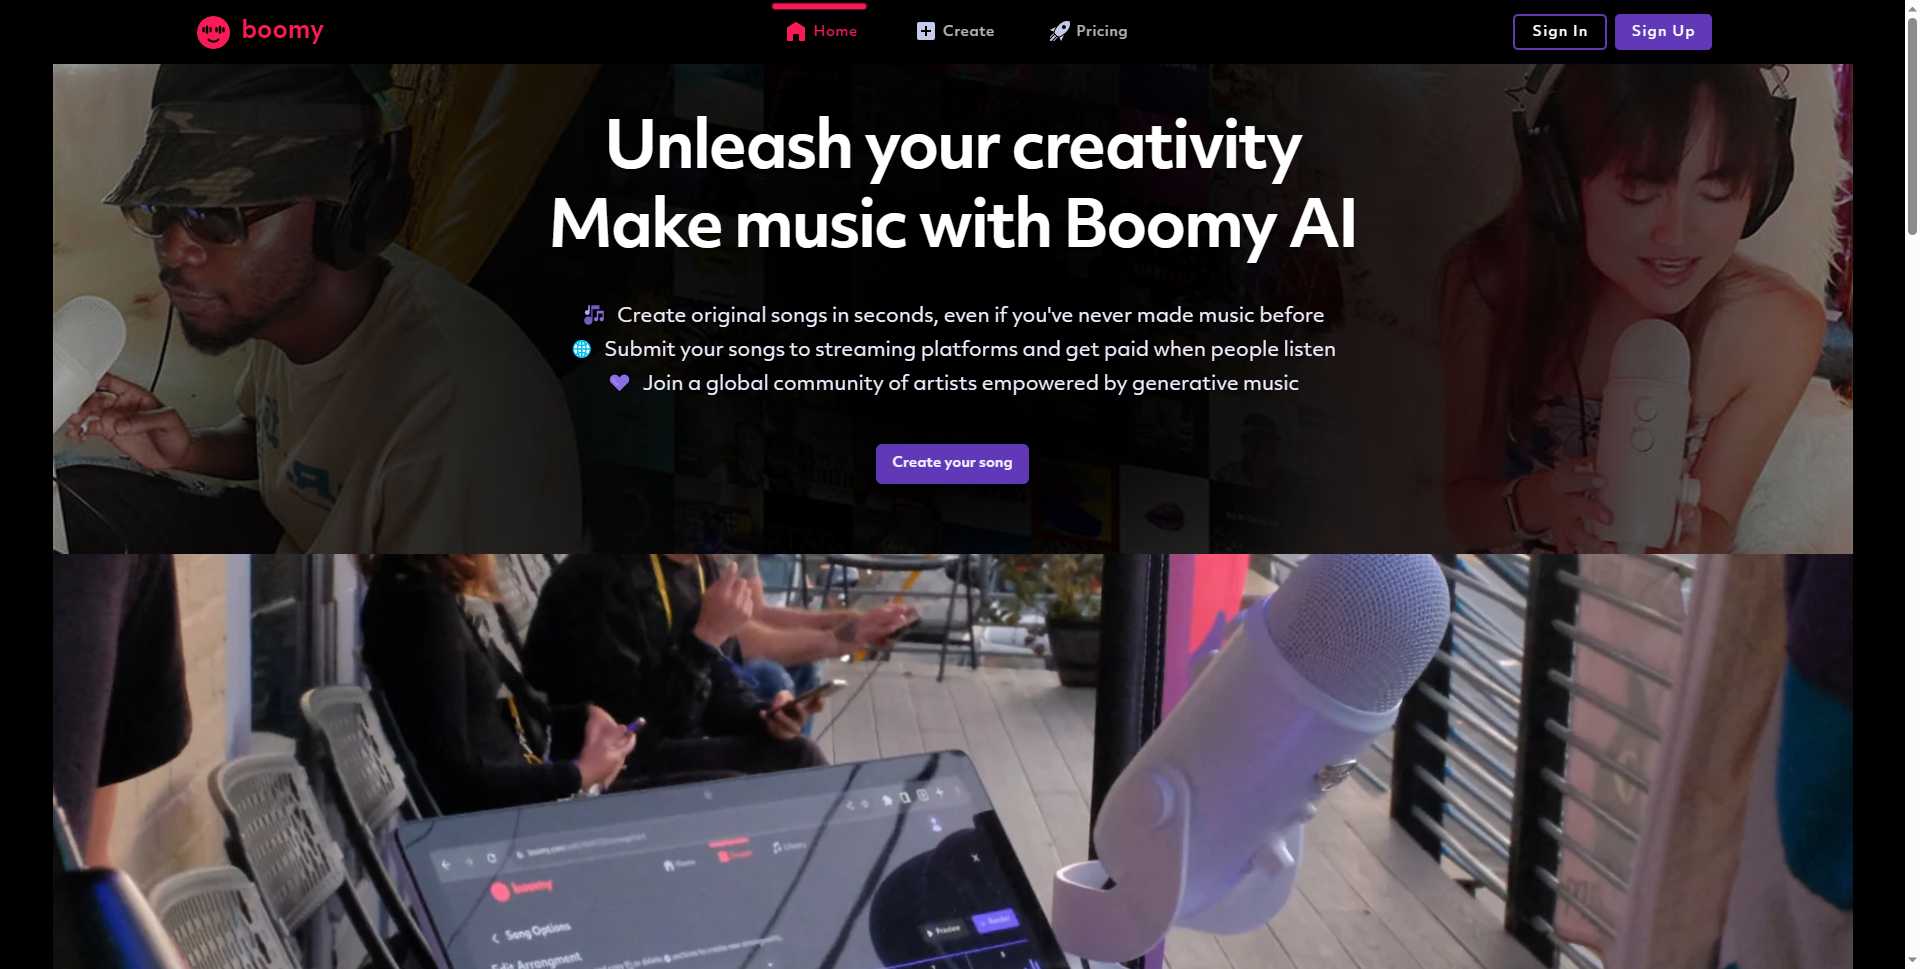 boomy
Home
Create
Pricing
Sign In
Sign Up
Unleash your creativity
Make music with Boomy AI
Create original songs in seconds, even if you've never made music before
Submit your songs to streaming platforms and get paid when people listen
Join a global community of artists empowered by generative music
Create your song
boomy
Song Options
Preview
Edit Arrangment